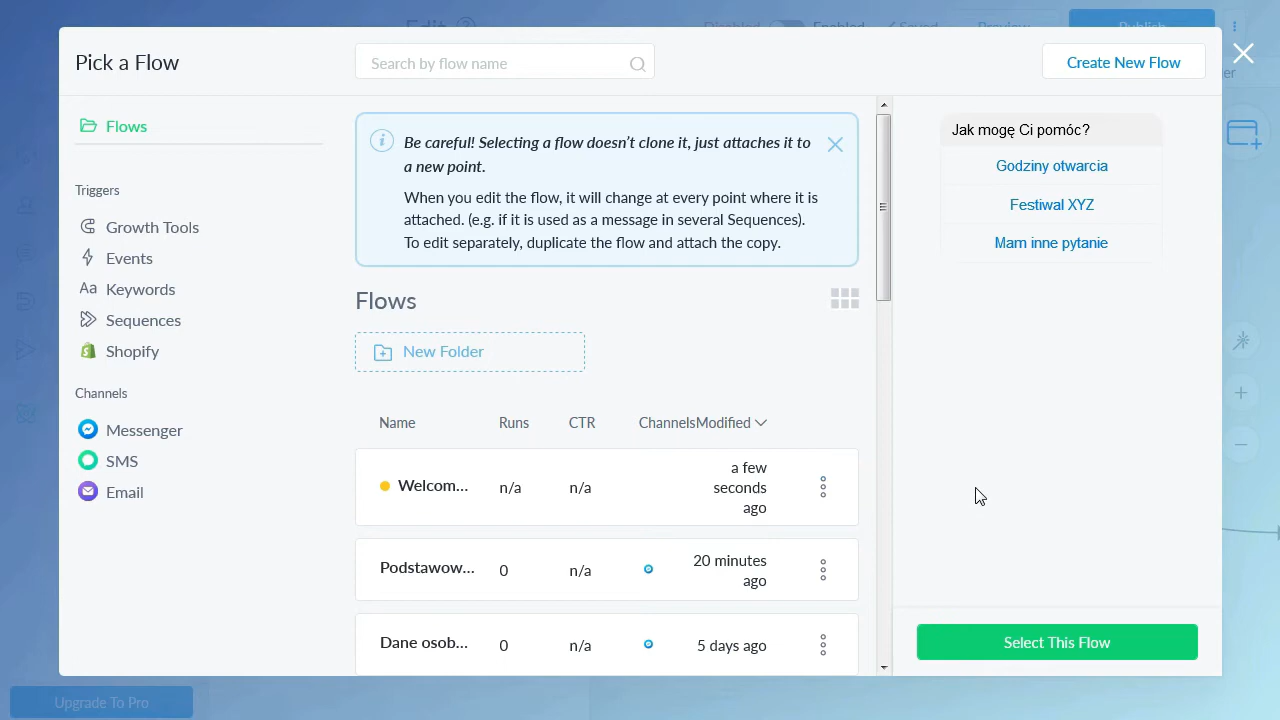 Edit
Disabled
Enabled
Saved
Preview
Publish
Pick a Flow
Search by flow name
Create New Flow
Flows
Triggers
Growth Tools
Events
Aa Keywords
Sequences
Shopify
Channels
Messenger
SMS
Email
Be careful! Selecting a flow doesn't clone it, just attaches it to
a new point.
When you edit the flow, it will change at every point where it is
attached. (e.g. if it is used as a message in several Sequences).
To edit separately, duplicate the flow and attach the copy.
Flows
New Folder
Name Runs CTR Channels Modified
Welcom... n/a n/a a few
seconds
ago
Podstawow... 0 n/a 20 minutes
ago
Dane osob... 0 n/a 5 days ago
Jak mogę Ci pomóc?
Godziny otwarcia
Festiwal XYZ
Mam inne pytanie
Select This Flow
Upgrade To Pro